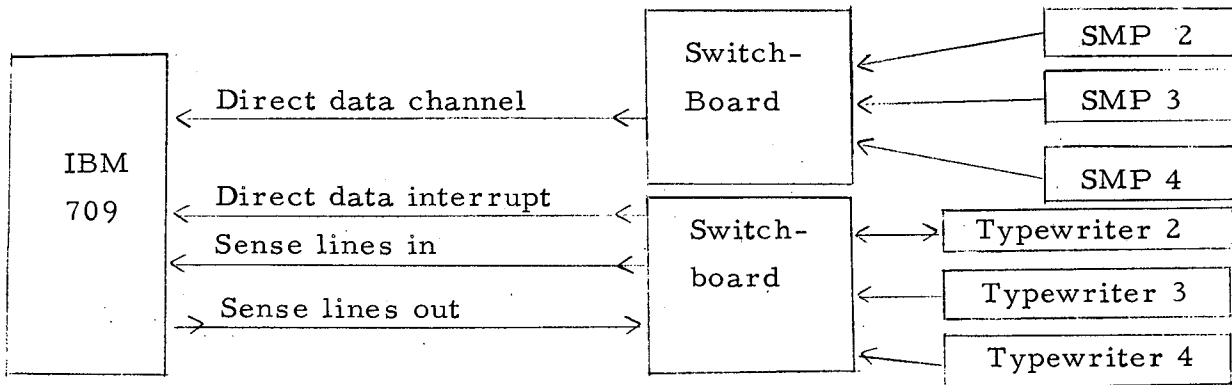 IBM
709
Direct data channel
Direct data interrupt
Sense lines in
Sense lines out
Switch-
Board
Switch-
board
SMP 2
SMP 3
SMP 4
Typewriter 2
Typewriter 3
Typewriter 4